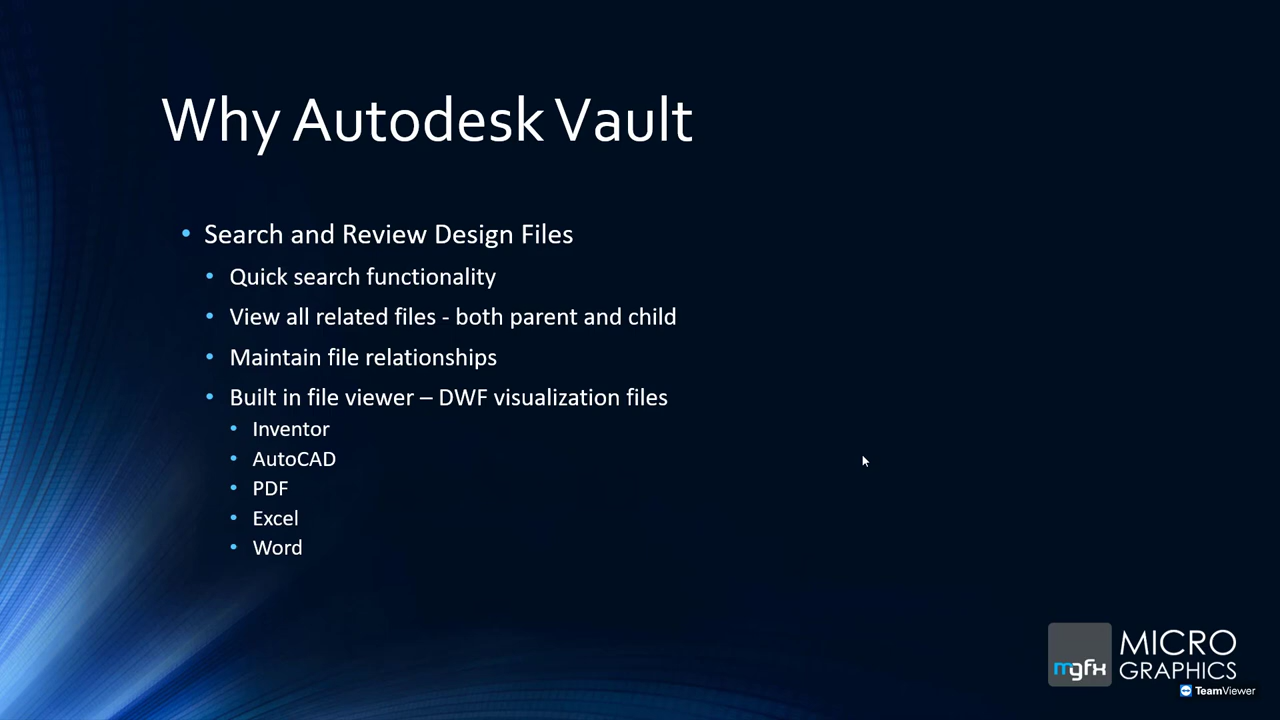 Why Autodesk Vault
• Search and Review Design Files
• Quick search functionality
• View all related files - both parent and child
• Maintain file relationships
• Built in file viewer – DWF visualization files
• Inventor
• AutoCAD
• PDF
• Excel
• Word
mgfx
MICRO
GRAPHICS
TeamViewer